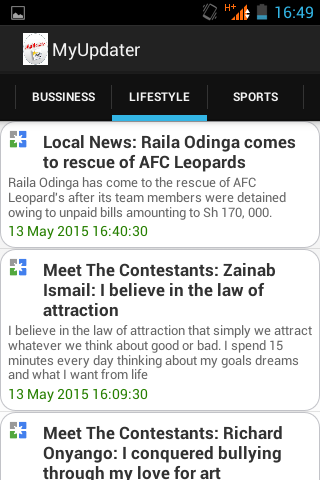 H+ 16:49
MyUpdater
BUSSINESS LIFESTYLE SPORTS
Local News: Raila Odinga comes
to rescue of AFC Leopards
Raila Odinga has come to the rescue of AFC
Leopard's after its team members were detained
owing to unpaid bills amounting to Sh 170, 000.
13 May 2015 16:40:30
Meet The Contestants: Zainab
Ismail: I believe in the law of
attraction
I believe in the law of attraction that simply we attract
whatever we think about good or bad. I spend 15
minutes every day thinking about my goals dreams
and what I want from life
13 May 2015 16:09:30
Meet The Contestants: Richard
Onyango: I conquered bullying
through my love for art